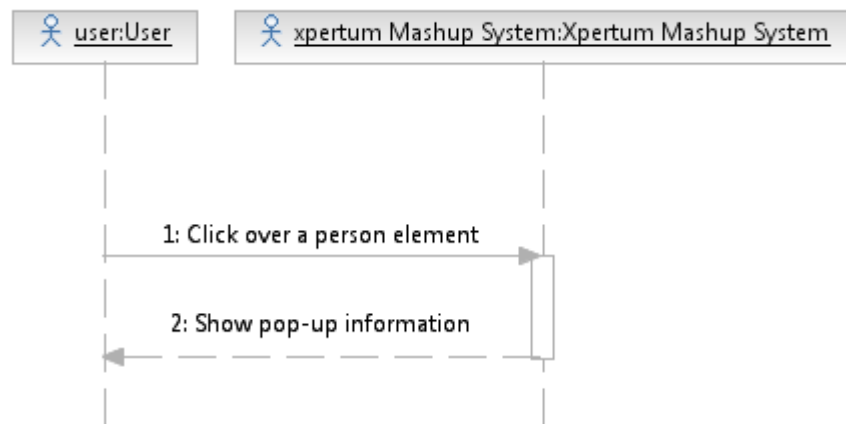 user:User
xpertum Mashup System:Xpertum Mashup System
1: Click over a person element
2: Show pop-up information